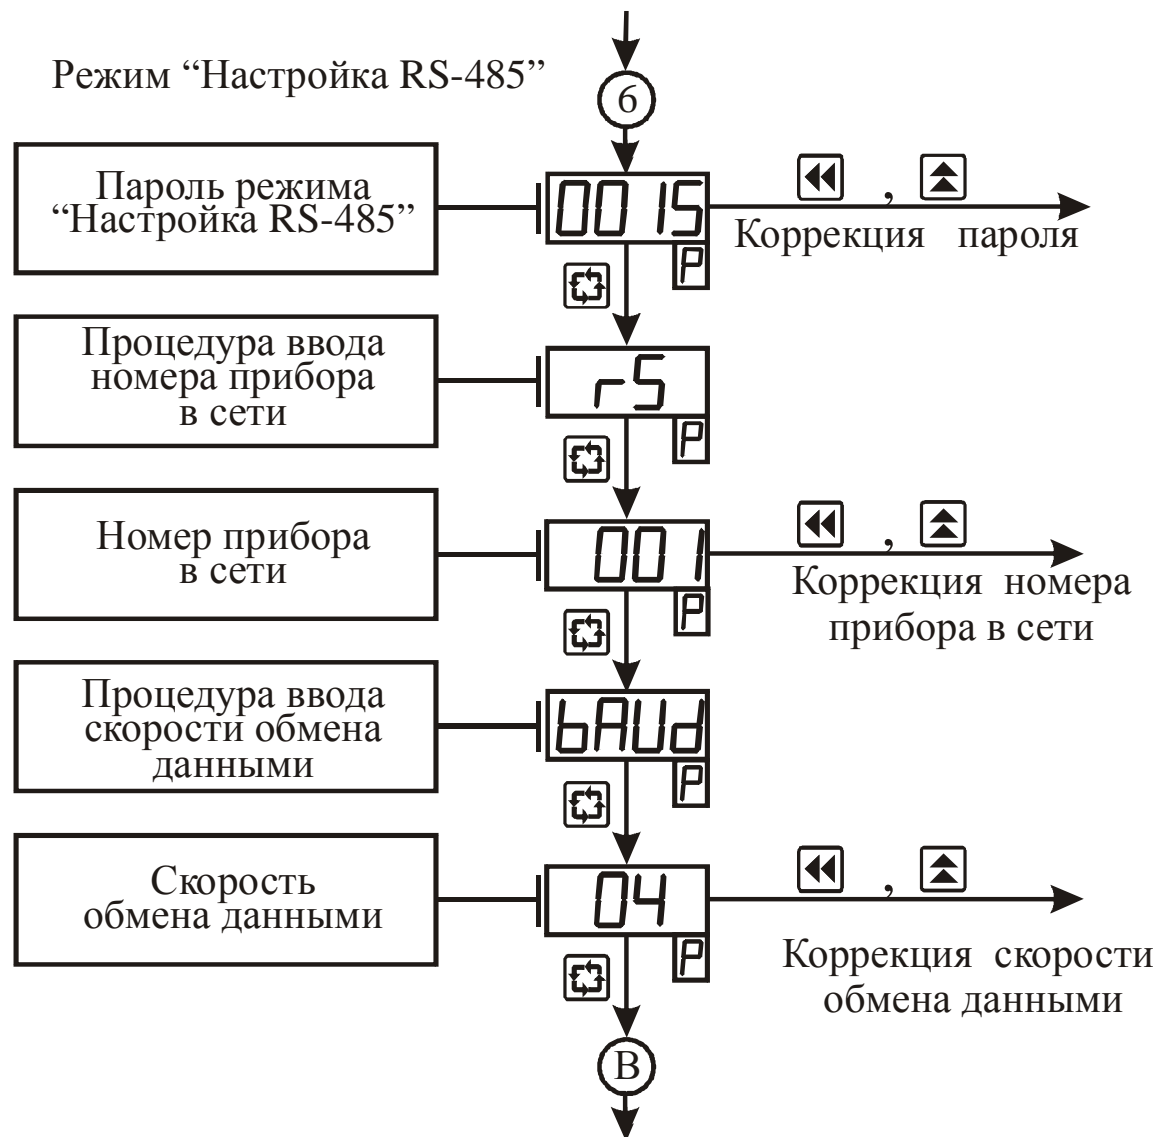 Режим “Настройка RS-485”
6
Пароль режима
“Настройка RS-485”
0015
,
P
Коррекция пароля
Процедура ввода
номера прибора
в сети
rS
P
Номер прибора
в сети
001
,
P
Коррекция номера
прибора в сети
Процедура ввода
скорости обмена
данными
bAUd
P
Скорость
обмена данными
04
,
P
Коррекция скорости
обмена данными
В